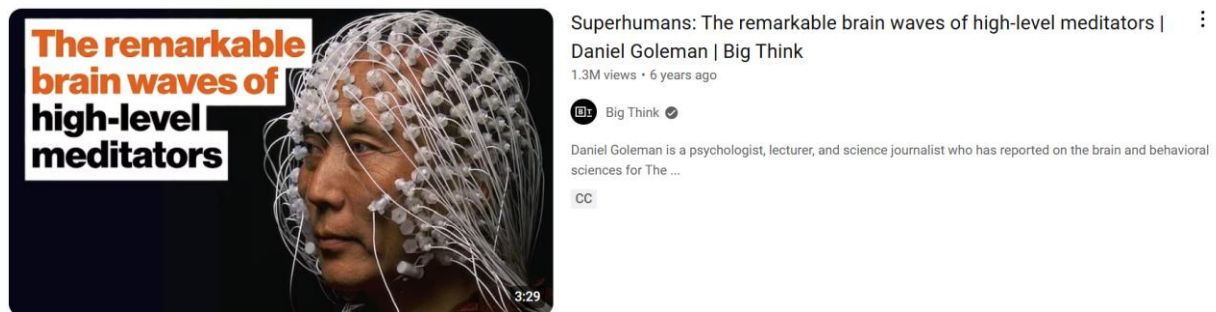 The remarkable
brain waves of
high-level
meditators
3:29
Superhumans: The remarkable brain waves of high-level meditators |
Daniel Goleman | Big Think
1.3M views • 6 years ago
BT Big Think
Daniel Goleman is a psychologist, lecturer, and science journalist who has reported on the brain and behavioral
sciences for The ...
CC